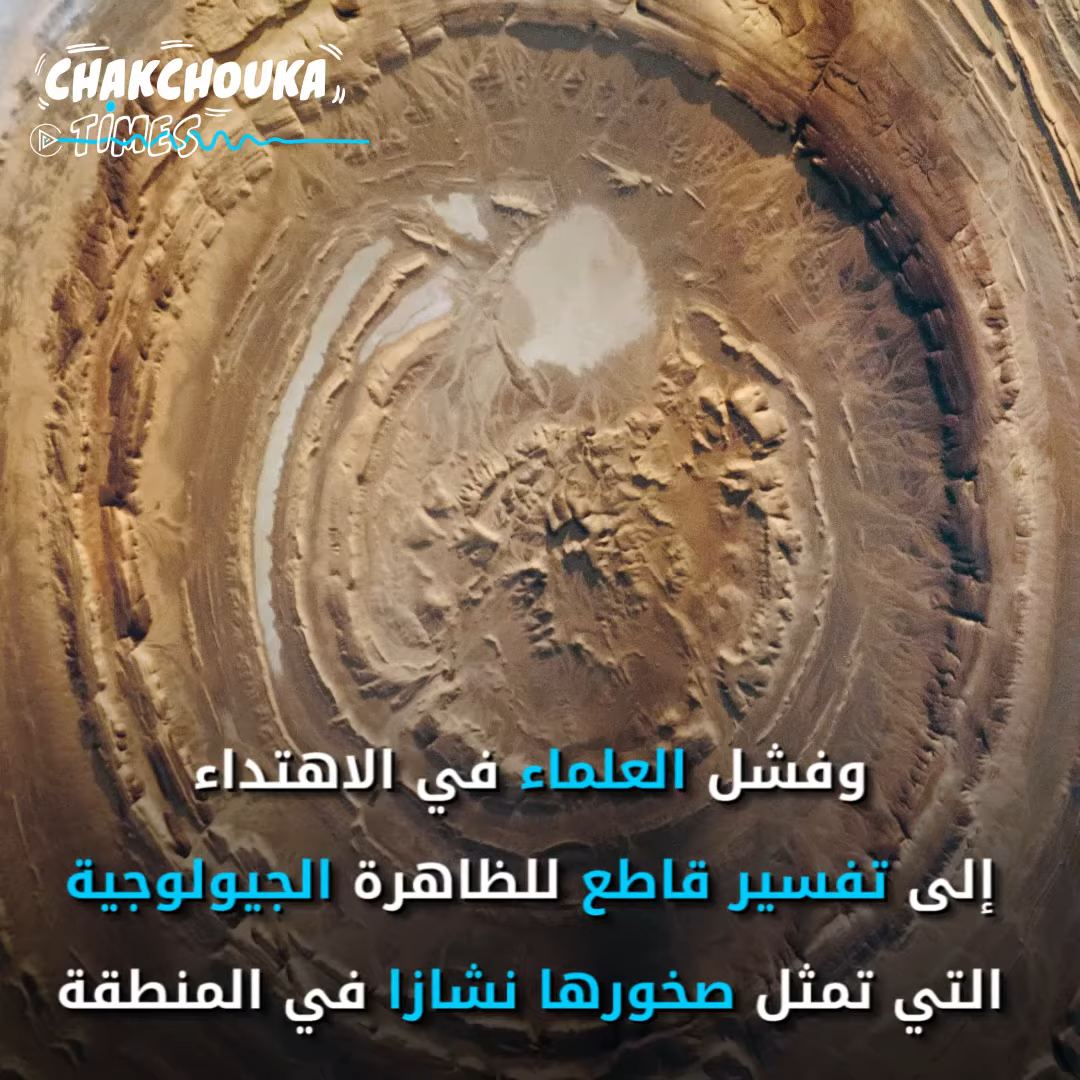 CHAKCHOUKA
TIMES
وفشل العلماء في الاهتداء
إلى تفسير قاطع للظاهرة الجيولوجية
التي تمثل صخورها نشازا في المنطقة